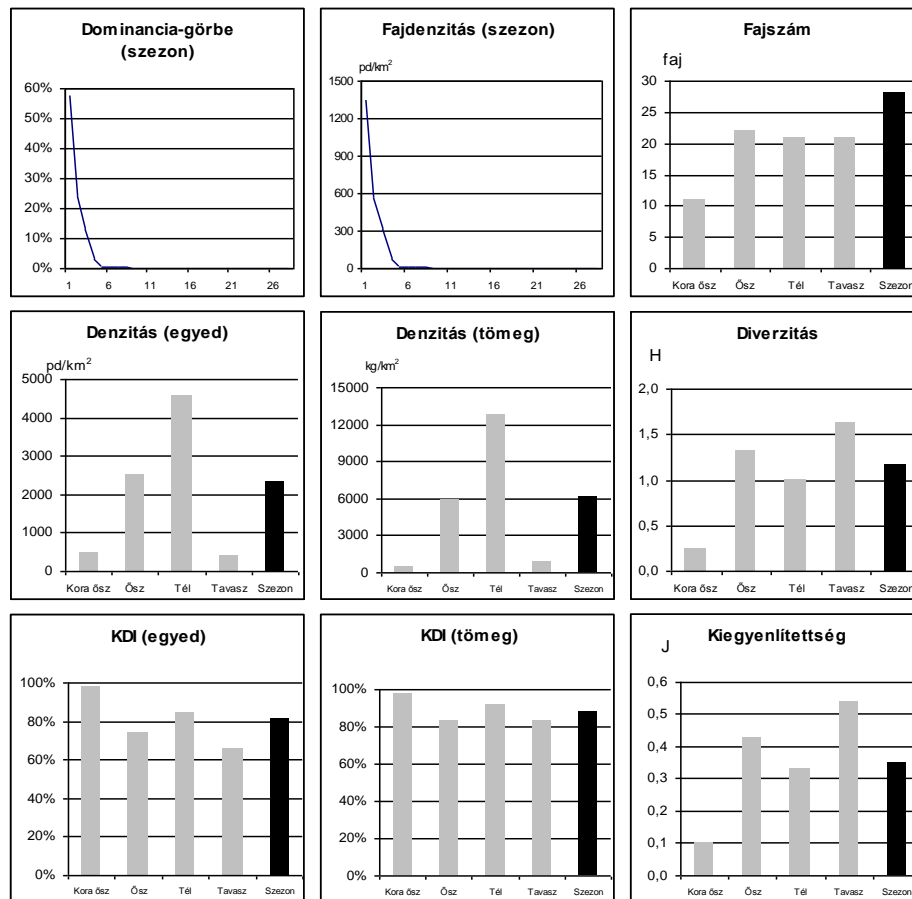 Dominancia-görbe
(szezon)
60%
50%
40%
30%
20%
10%
0%
1 6 11 16 21 26
Fajdenzitás (szezon)
pd/km²
1500
1200
900
600
300
0
1 6 11 16 21 26
Fajszám
faj
30
25
20
15
10
5
0
Kora ősz Ősz Tél Tavasz Szezon
Denzitás (egyed)
pd/km²
5000
4000
3000
2000
1000
0
Kora ősz Ősz Tél Tavasz Szezon
Denzitás (tömeg)
kg/km²
15000
12000
9000
6000
3000
0
Kora ősz Ősz Tél Tavasz Szezon
Diverzitás
H
2,0
1,5
1,0
0,5
0,0
Kora ősz Ősz Tél Tavasz Szezon
KDI (egyed)
100%
80%
60%
40%
20%
0%
Kora ősz Ősz Tél Tavasz Szezon
KDI (tömeg)
100%
80%
60%
40%
20%
0%
Kora ősz Ősz Tél Tavasz Szezon
Kiegyenlítettség
J
0,6
0,5
0,4
0,3
0,2
0,1
0,0
Kora ősz Ősz Tél Tavasz Szezon